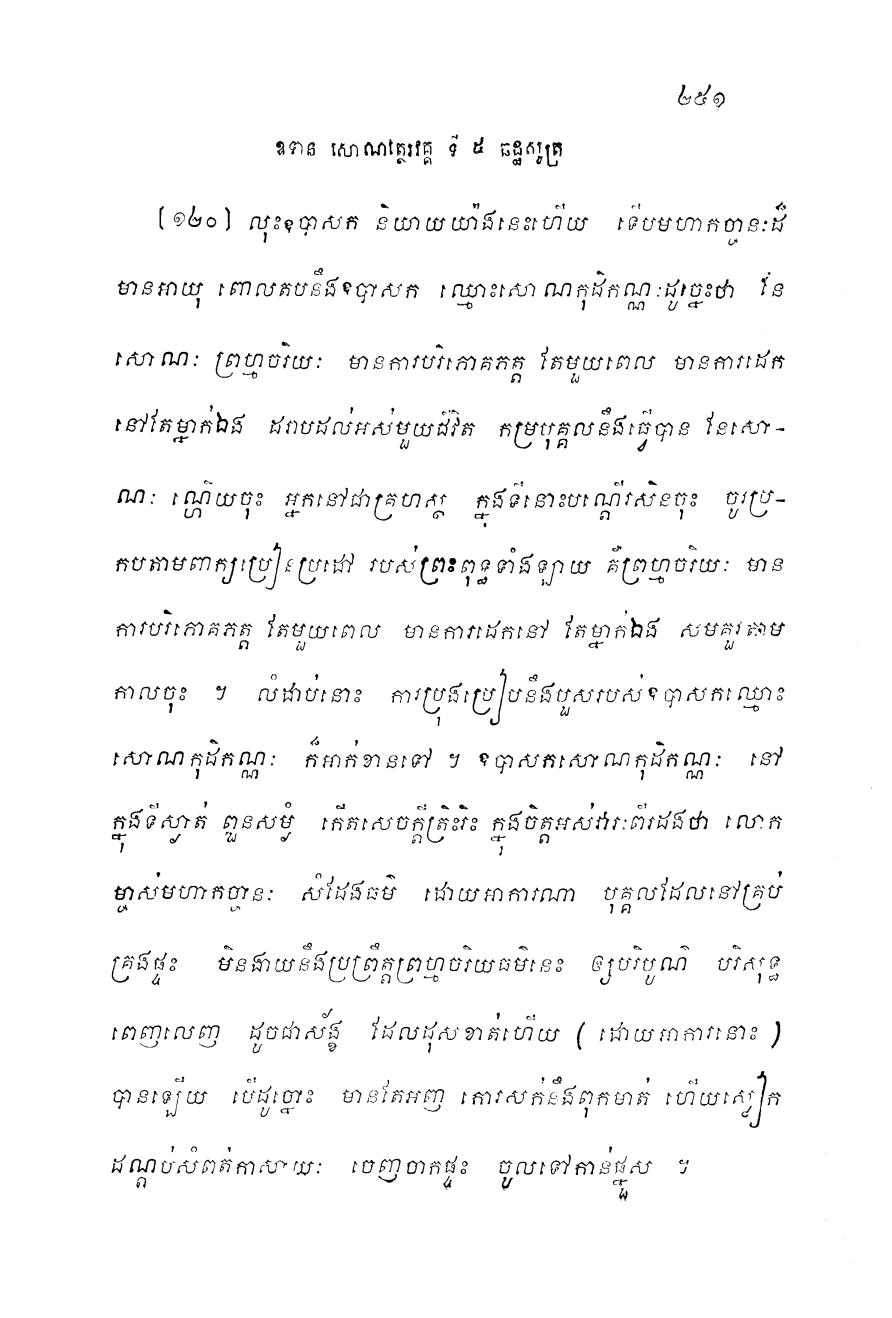 ២៥១
ឧទាន សោណត្ថេរវគ្គ ទី ៥ ធដ្ឋសូត្រ
(១២០) លុះឧបាសក និយាយយ៉ាងនេះហើយ ទើបមហាកច្ចានៈដ៏
មានអាយុ ពោលតបនឹងឧបាសក ឈ្មោះសោណកុដិកណ្ណៈដូច្នេះថា នែ
សោណៈ ព្រហ្មចរិយៈ មានការបរិភោគភត្ត តែមួយពេល មានការដេក
នៅតែម្នាក់ឯង ដរាបដល់អស់មួយជីវិត កម្របុគ្គលនឹងធ្វើបាន នែសោ-
ណៈ ណ្ហើយចុះ អ្នកនៅជាគ្រហស្ថ ក្នុងទីនោះបណ្តើរសិនចុះ ចូរប្រ-
កបតាមពាក្យប្រៀនប្រដៅ របស់ព្រះពុទ្ធទាំងឡាយ គឺព្រហ្មចរិយៈ មាន
ការបរិភោគភត្ត តែមួយពេល មានការដេកនៅ តែម្នាក់ឯង សមគួរតាម
កាលចុះ ។ លំដាប់នោះ ការប្រុងប្រៀបនឹងបួសរបស់ឧបាសកឈ្មោះ
សោណកុដិកណ្ណៈ ក៏អាក់ខានទៅ ។ ឧបាសកសោណកុដិកណ្ណៈ នៅ
ក្នុងទីស្ងាត់ ពួនសម្ងំ កើតសេចក្តីត្រិះរិះ ក្នុងចិត្តអស់វារៈពីរដងថា លោក
ម្ចាស់មហាកច្ចានៈ សំដែងធម៌ ដោយអាការណា បុគ្គលដែលនៅគ្រប់
គ្រងផ្ទះ មិនងាយនឹងប្រព្រឹត្តព្រហ្មចរិយធម៌នេះ ឲ្យបរិបូណ៌ បរិសុទ្ធ
ពេញលេញ ដូចជាស័ង្ខ ដែលដុសខាត់ហើយ ( ដោយអាការនោះ )
បានឡើយ បើដូច្នោះ មានតែអញ កោរសក់នឹងពុកមាត់ ហើយស្លៀក
ដណ្តប់សំពត់កាសាយៈ ចេញចាកផ្ទះ ចូលទៅកាន់ផ្នួស ។